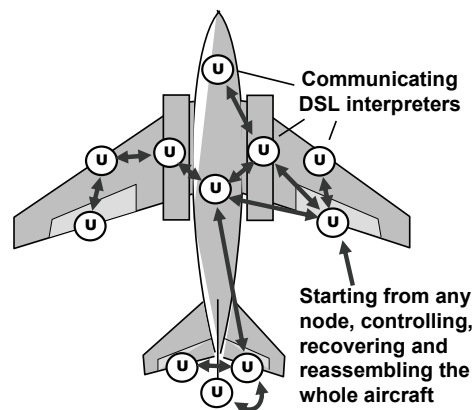 U
Communicating
DSL interpreters
U
U
U
U
U
U
Starting from any
node, controlling,
recovering and
reassembling the
whole aircraft
U
U
U